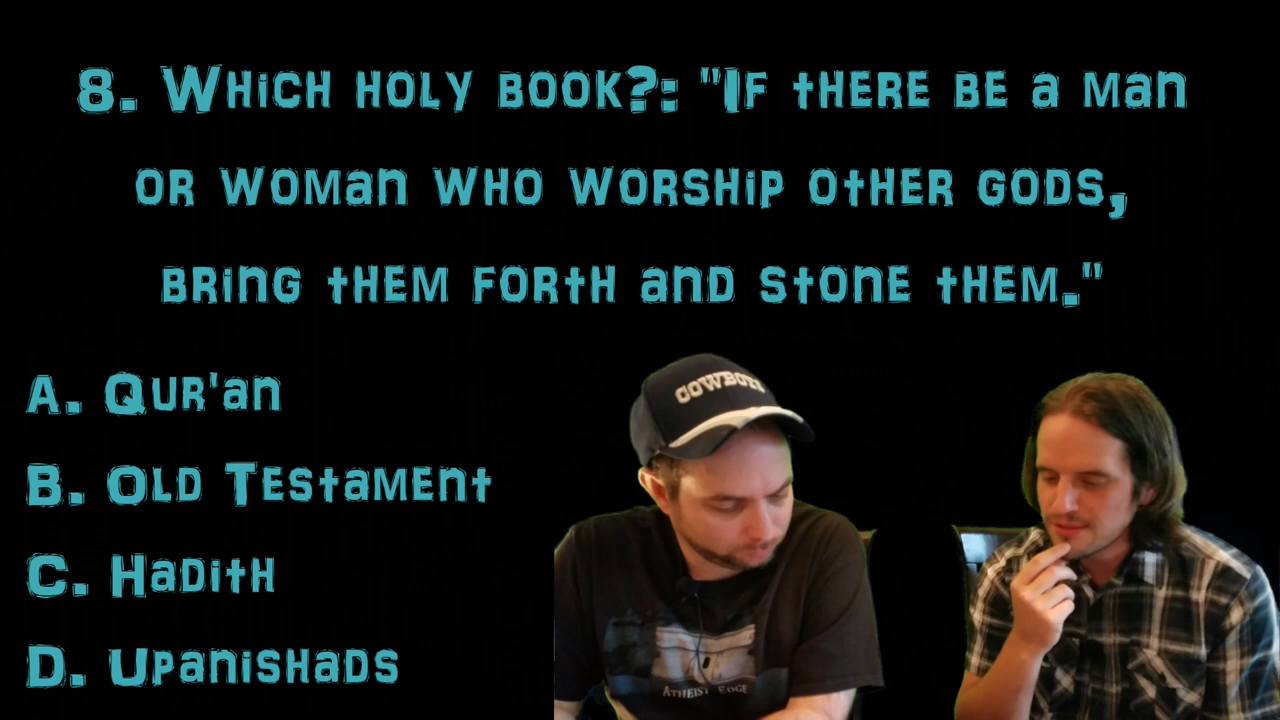 8. Which holy book?: "If there be a man
or woman who worship other gods,
bring them forth and stone them."
A. Qur'an
B. Old Testament
C. Hadith
D. Upanishads
COWBOYS
Atheist Edge